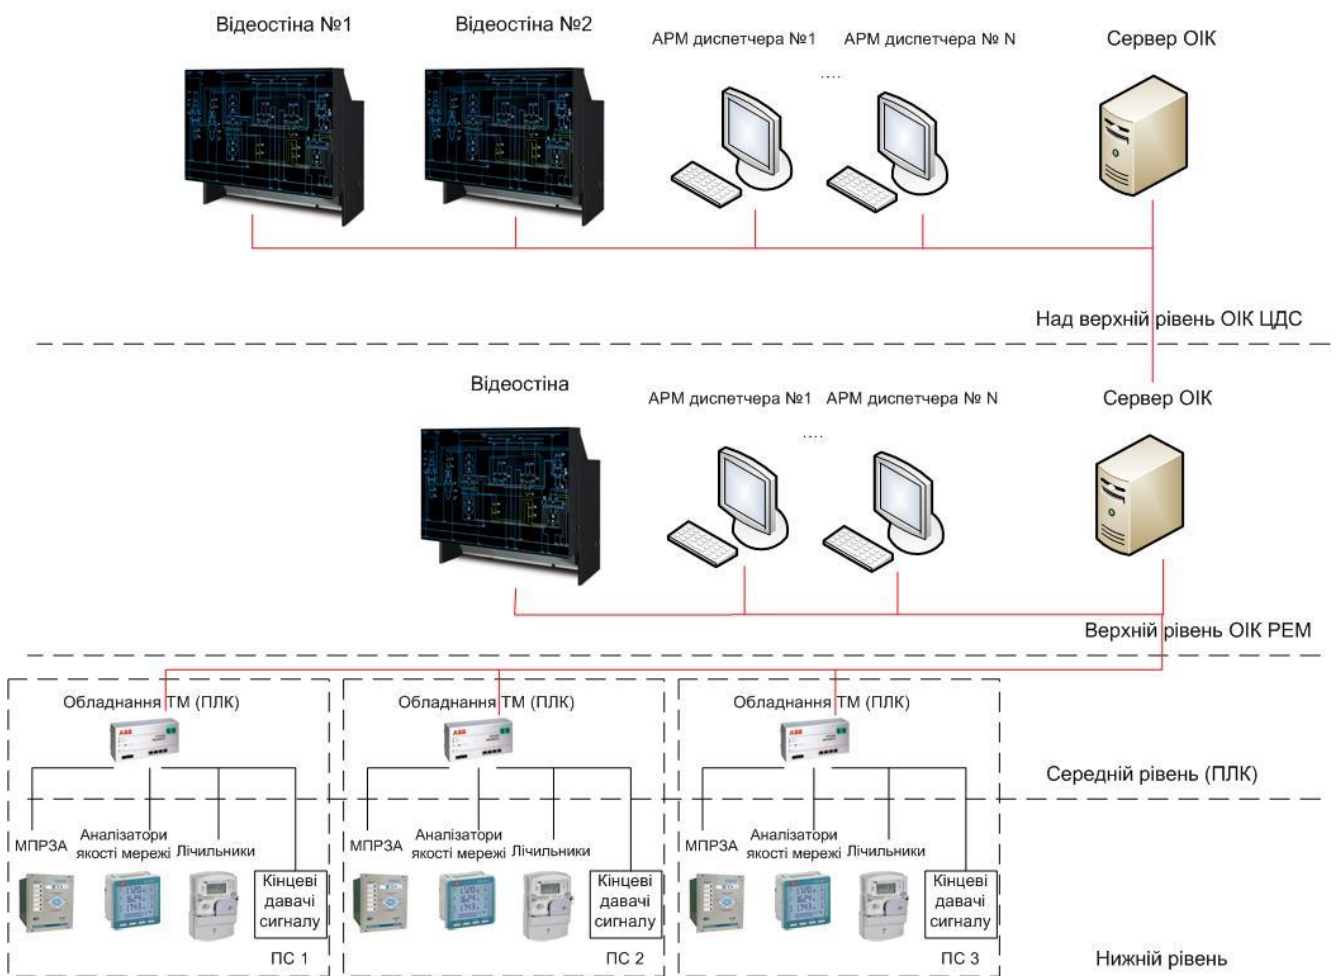 Відеостіна №1
Відеостіна №2
АРМ диспетчера №1
АРМ диспетчера № N
Сервер ОІК
....
Над верхній рівень ОІК ЦДС
Відеостіна
АРМ диспетчера №1
АРМ диспетчера № N
Сервер ОІК
....
Верхній рівень ОІК РЕМ
Обладнання ТМ (ПЛК)
Обладнання ТМ (ПЛК)
Обладнання ТМ (ПЛК)
ABB
ABB
ABB
Середній рівень (ПЛК)
МПРЗА
Аналізатори
якості мережі
Лічильники
Кінцеві
давачі
сигналу
ПС 1
МПРЗА
Аналізатори
якості мережі
Лічильники
Кінцеві
давачі
сигналу
ПС 2
МПРЗА
Аналізатори
якості мережі
Лічильники
Кінцеві
давачі
сигналу
ПС 3
Нижній рівень